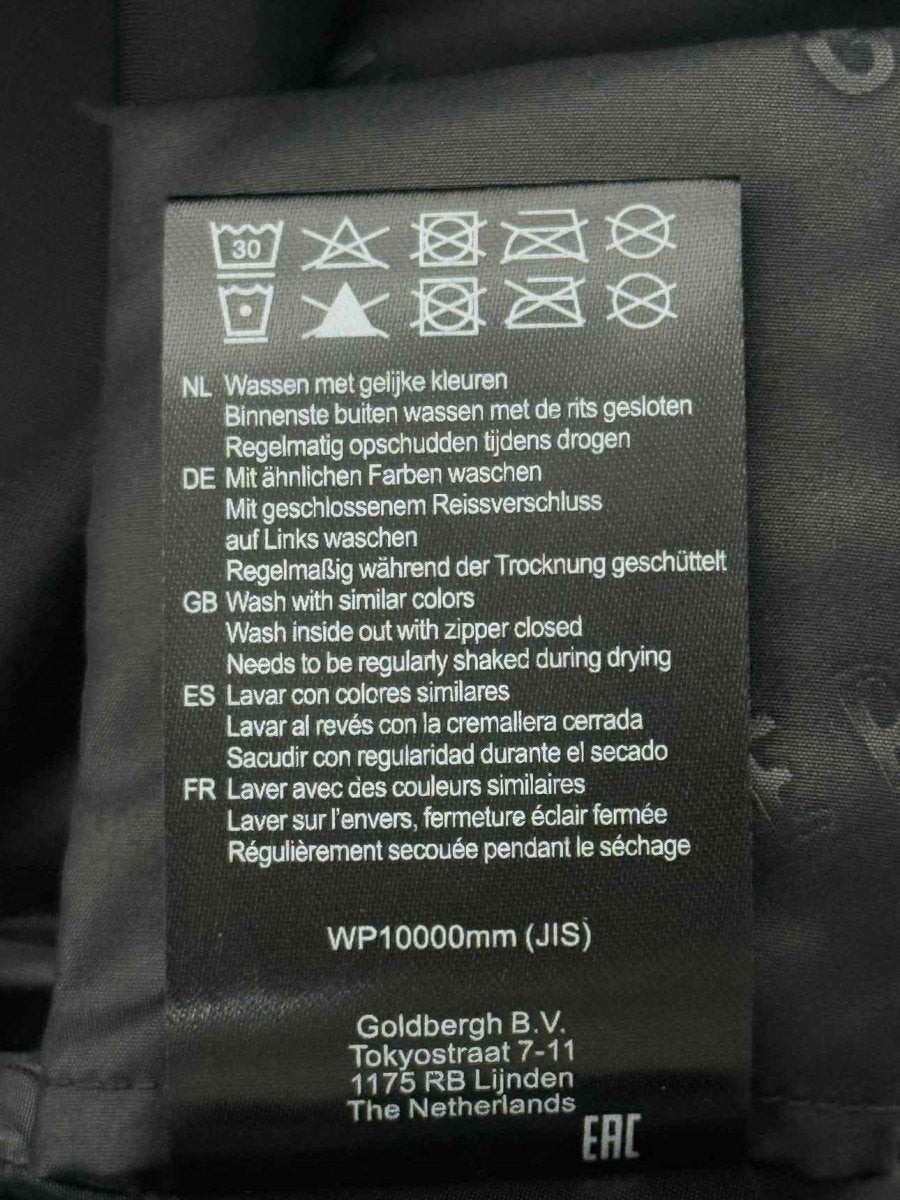 30
NL Wassen met gelijke kleuren
Binnenste buiten wassen met de rits gesloten
Regelmatig opschudden tijdens drogen
DE Mit ähnlichen Farben waschen
Mit geschlossenem Reissverschluss
auf Links waschen
Regelmaßig während der Trocknung geschüttelt
GB Wash with similar colors
Wash inside out with zipper closed
Needs to be regularly shaked during drying
ES Lavar con colores similares
Lavar al revés con la cremallera cerrada
Sacudir con regularidad durante el secado
FR Laver avec des couleurs similaires
Laver sur l'envers, fermeture éclair fermée
Régulièrement secouée pendant le séchage
WP10000mm (JIS)
Goldbergh B.V.
Tokyostraat 7-11
1175 RB Lijnden
The Netherlands
EAC